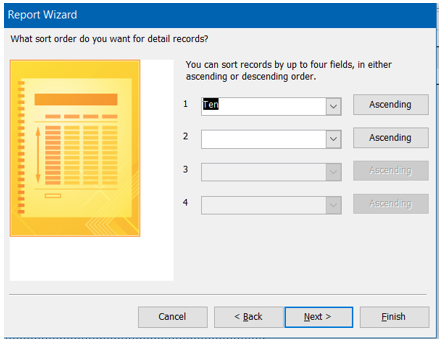 Report Wizard
What sort order do you want for detail records?
You can sort records by up to four fields, in either
ascending or descending order.
1 Ten Ascending
2 Ascending
3 Ascending
4 Ascending
Cancel < Back Next > Finish